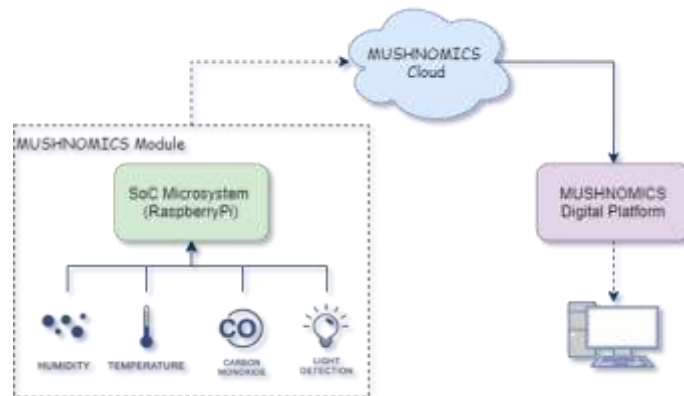 MUSHNOMICS
Cloud
MUSHNOMICS Module
SoC Microsystem
(RaspberryPi)
MUSHNOMICS
Digital Platform
HUMIDITY
TEMPERATURE
CO
CARBON
MONOXIDE
LIGHT
DETECTION